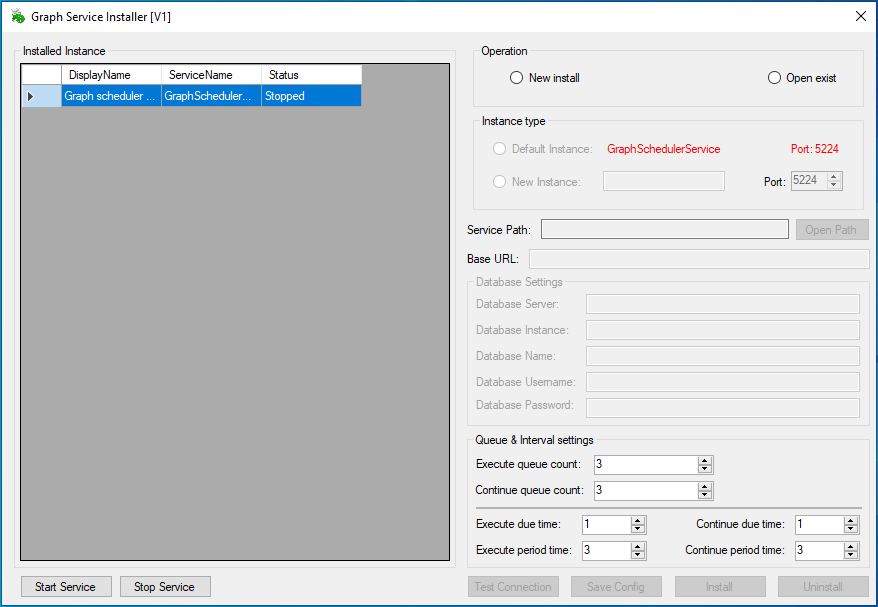 Graph Service Installer [V1]
Installed Instance
DisplayName ServiceName Status
Graph scheduler ... GraphScheduler... Stopped
Start Service Stop Service
Operation
New install Open exist
Instance type
Default Instance: GraphSchedulerService Port: 5224
New Instance: Port: 5224
Service Path: Open Path
Base URL:
Database Settings
Database Server:
Database Instance:
Database Name:
Database Username:
Database Password:
Queue & Interval settings
Execute queue count: 3
Continue queue count: 3
Execute due time: 1 Continue due time: 1
Execute period time: 3 Continue period time: 3
Test Connection Save Config Install Uninstall